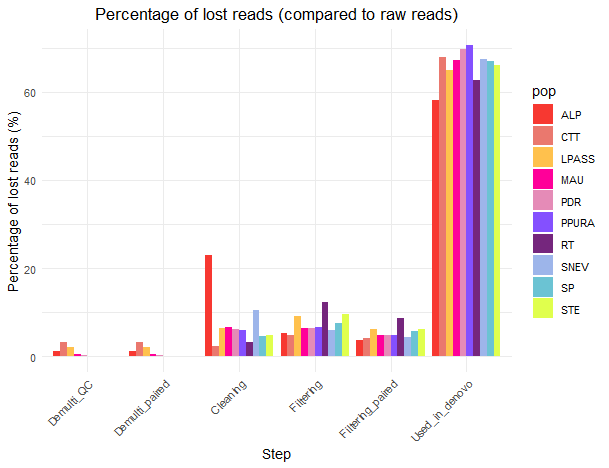 Percentage of lost reads (compared to raw reads)
Percentage of lost reads (%)
60
40
20
0
Demulti_QC
Demulti_paired
Cleaning
Filtering
Filtering_paired
Used_in_denovo
Step
pop
ALP
CTT
LPASS
MAU
PDR
PPURA
RT
SNEV
SP
STE